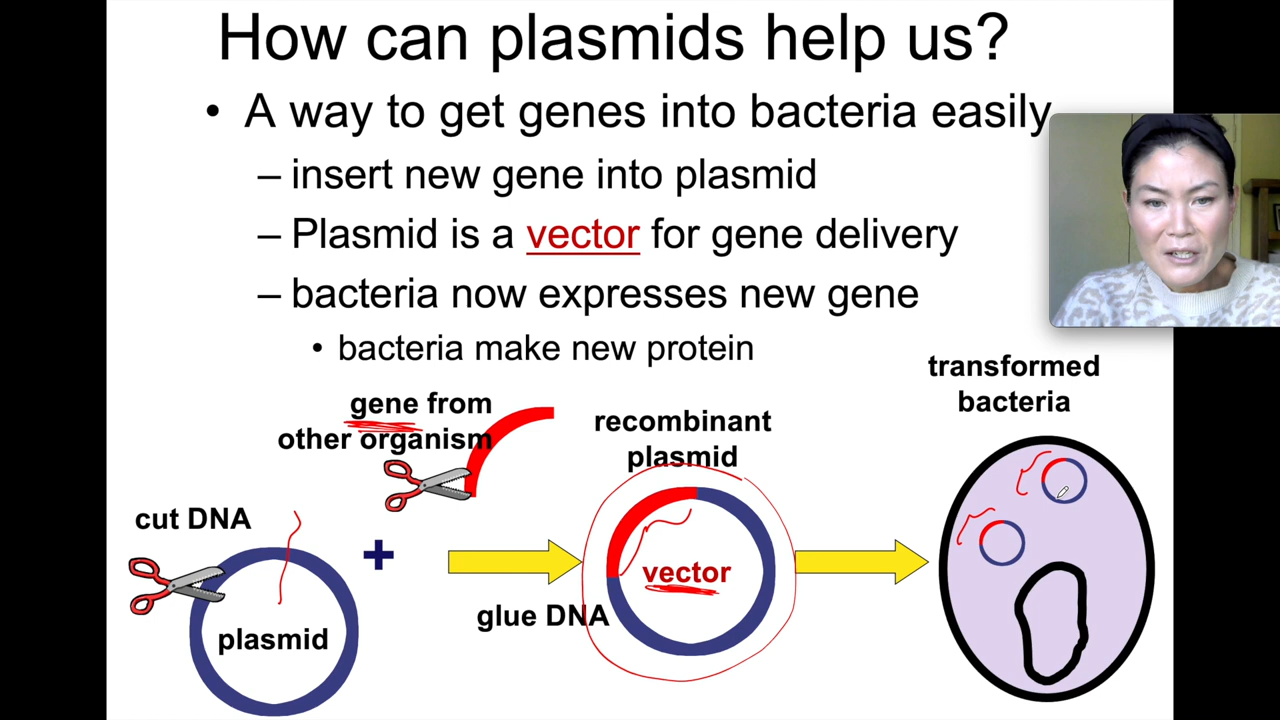 How can plasmids help us?
• A way to get genes into bacteria easily
– insert new gene into plasmid
– Plasmid is a vector for gene delivery
– bacteria now expresses new gene
• bacteria make new protein
gene from
other organism
cut DNA
plasmid
+
glue DNA
recombinant
plasmid
vector
transformed
bacteria